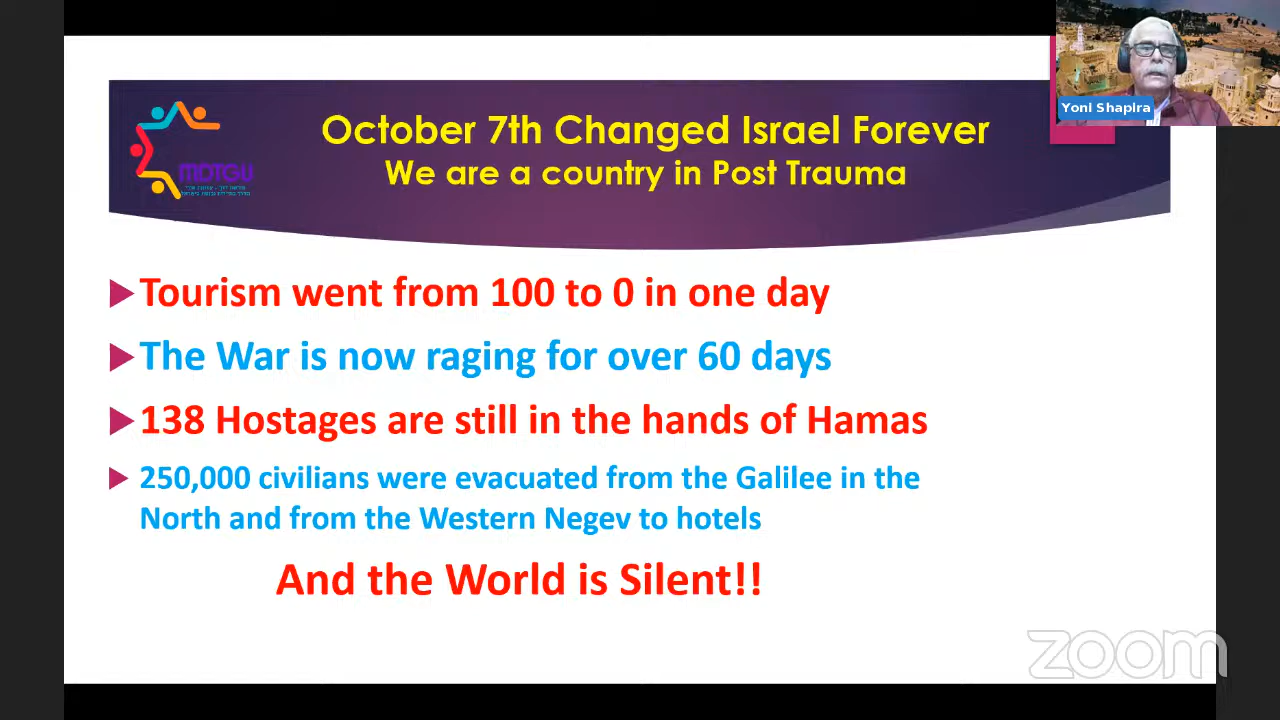 Yoni Shapira
October 7th Changed Israel Forever
We are a country in Post Trauma
MDTGU
Tourism went from 100 to 0 in one day
The War is now raging for over 60 days
138 Hostages are still in the hands of Hamas
250,000 civilians were evacuated from the Galilee in the
North and from the Western Negev to hotels
And the World is Silent!!
zoom